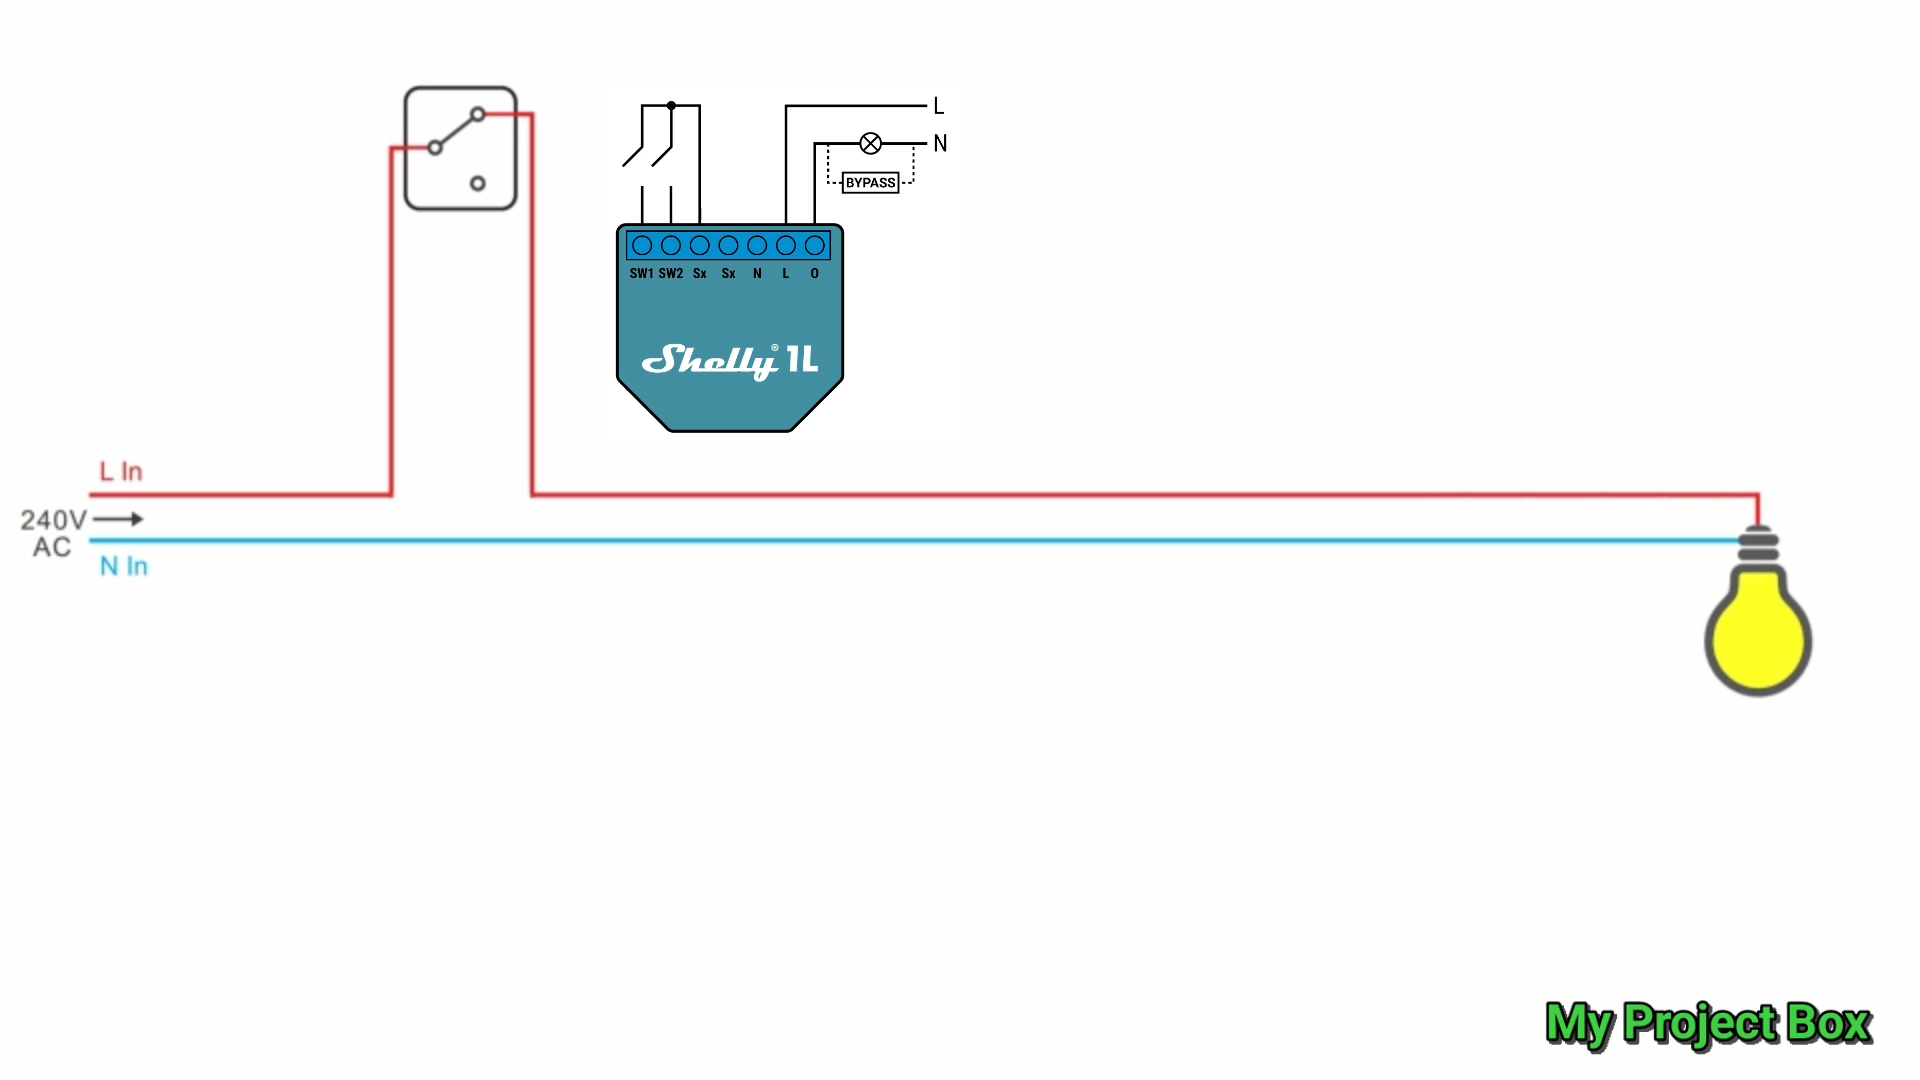 L
N
BYPASS
SW1 SW2 Sx Sx N L O
Shelly® 1L
L In
240V
AC
N In
My Project Box